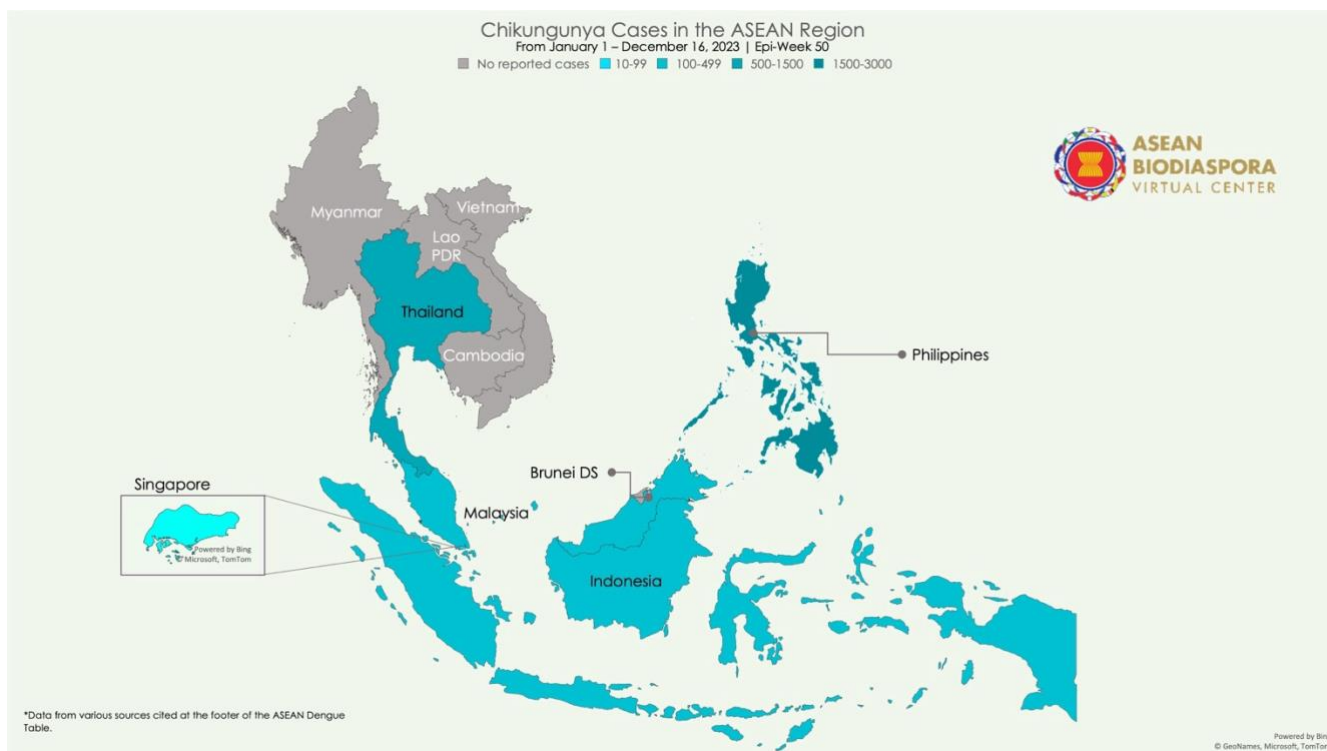 Chikungunya Cases in the ASEAN Region
From January 1 – December 16, 2023 | Epi-Week 50
No reported cases 10-99 100-499 500-1500 1500-3000
ASEAN
BIODIASPORA
VIRTUAL CENTER
Myanmar
Vietnam
Lao
PDR
Thailand
Cambodia
Philippines
Brunei DS
Singapore
Malaysia
Powered by Bing
© Microsoft, TomTom
Indonesia
*Data from various sources cited at the footer of the ASEAN Dengue
Table.
Powered by Bing
© GeoNames, Microsoft, TomTom